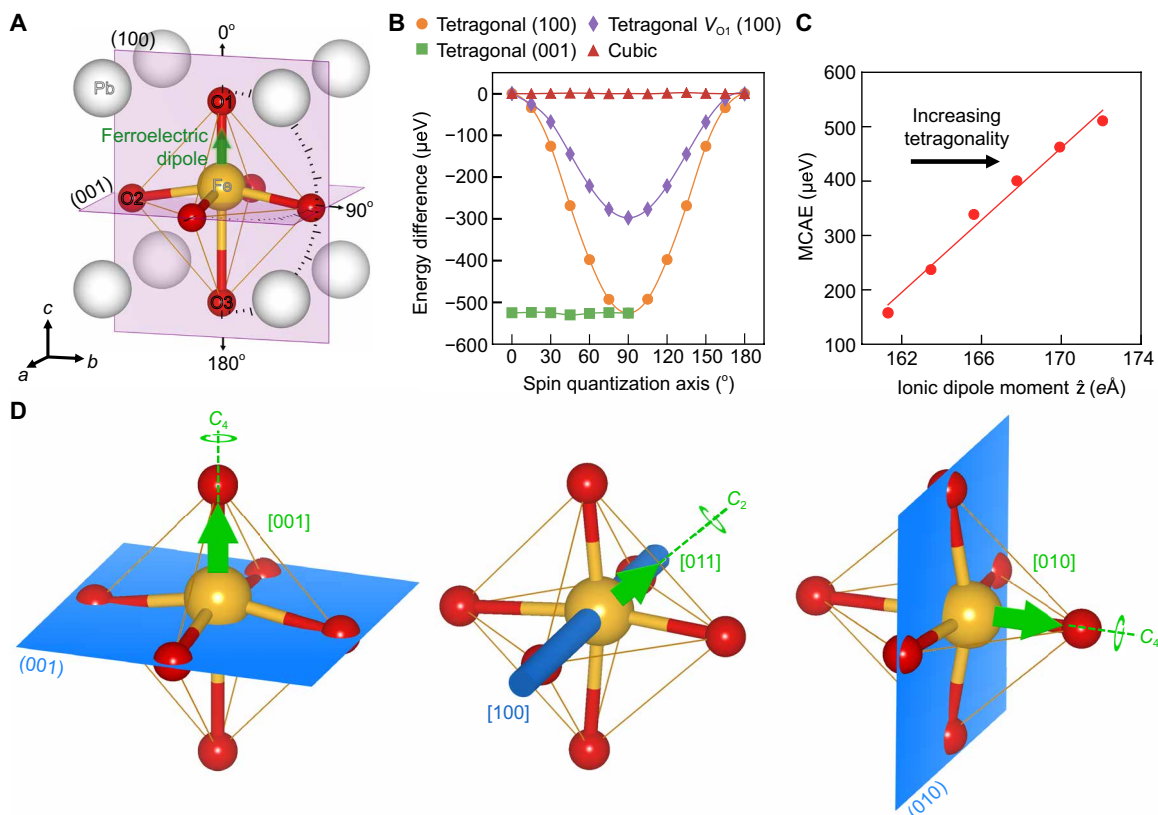 A
(100)
0°
Pb
O1
Ferroelectric
dipole
Fe
(001)
O2
90°
O3
180°
c
b
a
B
Tetragonal (100)
Tetragonal V_O1 (100)
Tetragonal (001)
Cubic
Energy difference (µeV)
0
−100
−200
−300
−400
−500
−600
0 30 60 90 120 150 180
Spin quantization axis (°)
C
MCAE (µeV)
600
500
400
300
200
100
Increasing
tetragonality
162 166 170 174
Ionic dipole moment ẑ (eÅ)
D
C4
[001]
(001)
C2
[011]
[100]
[010]
C4
(010)